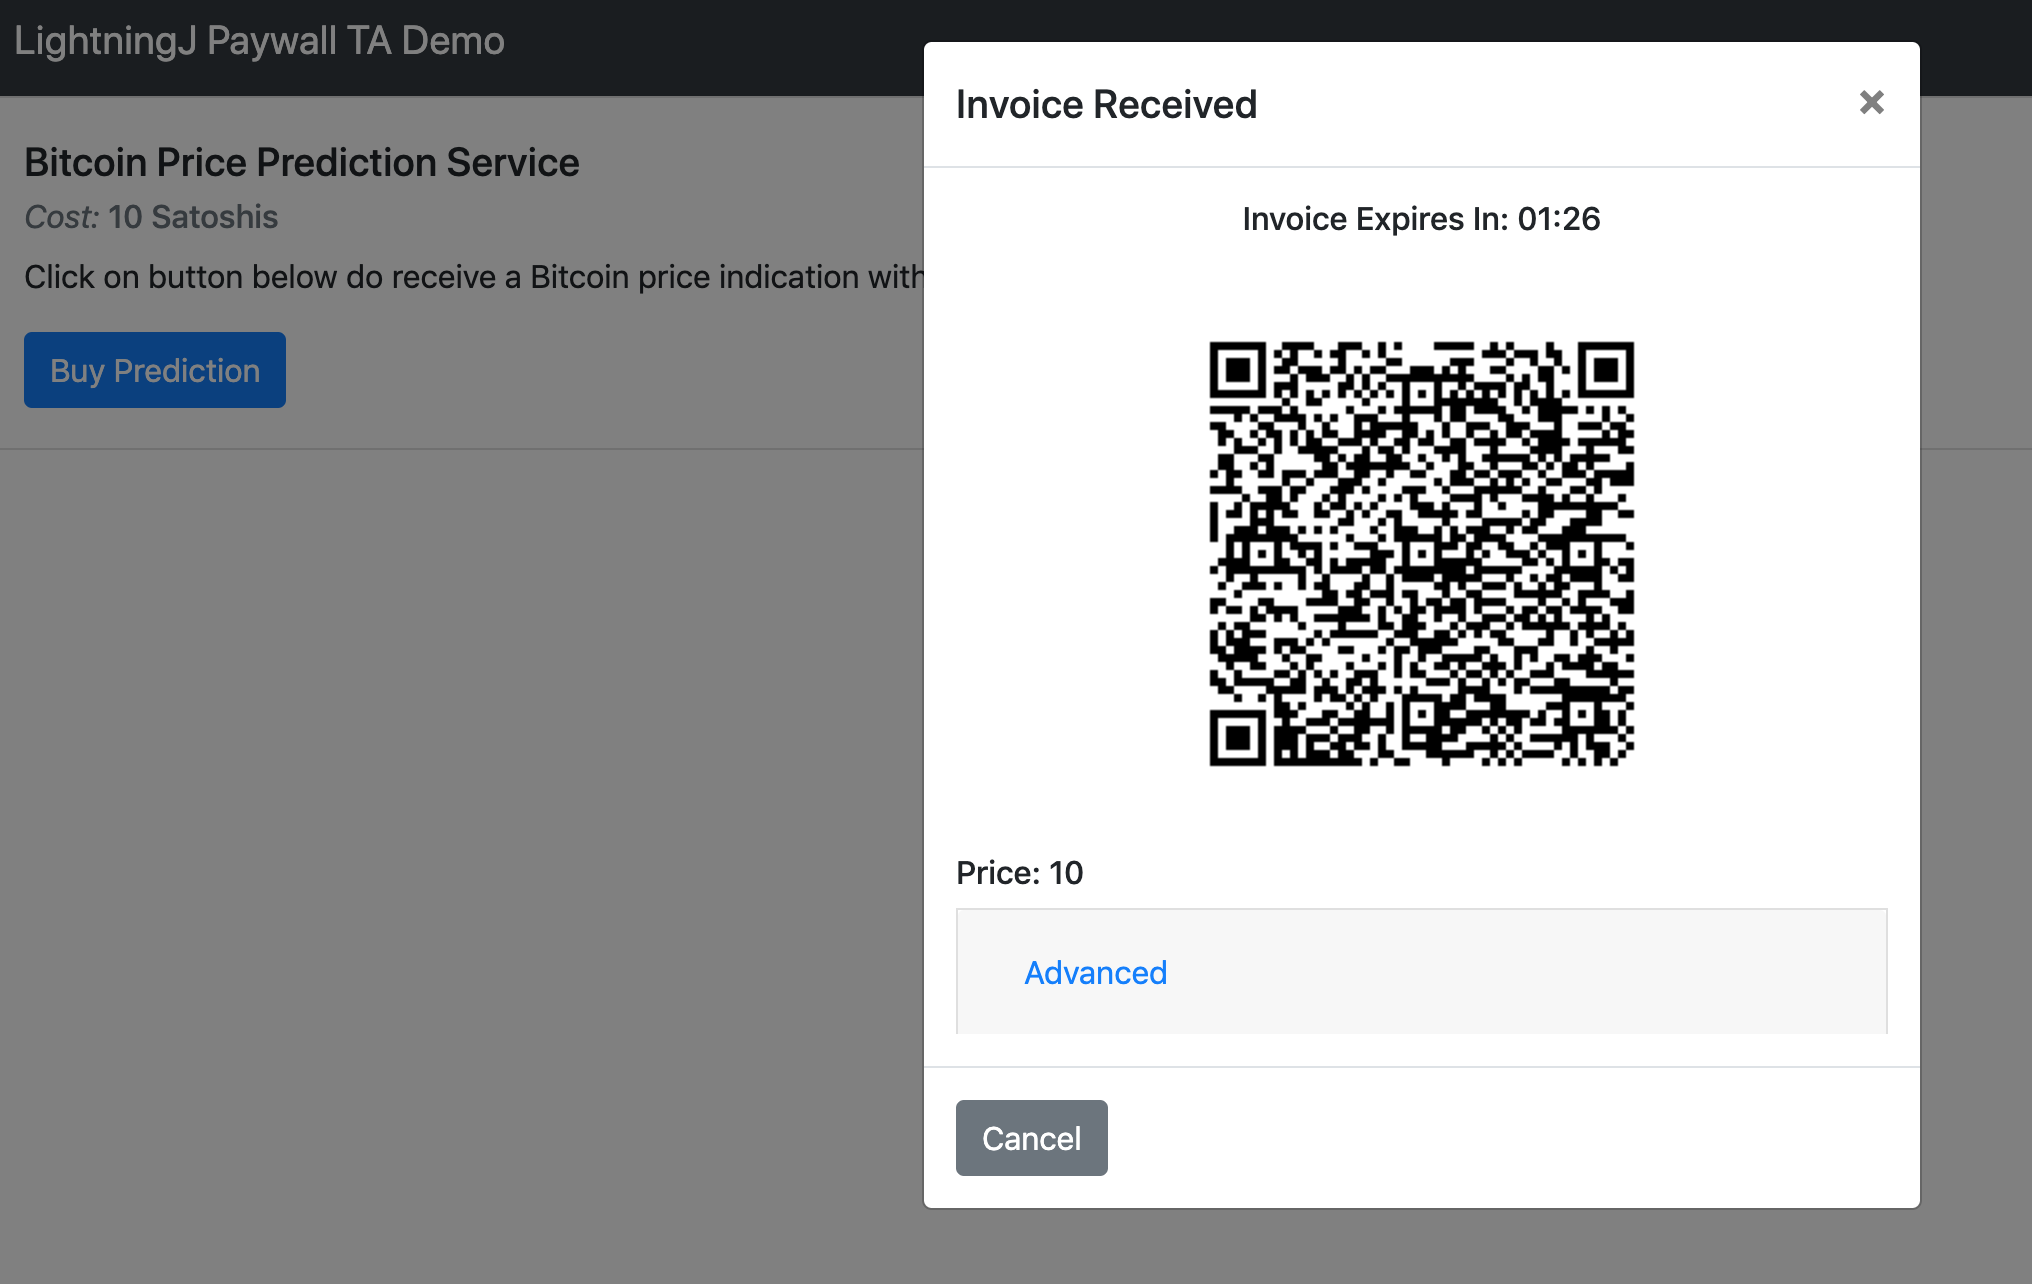 LightningJ Paywall TA Demo
Bitcoin Price Prediction Service
Cost: 10 Satoshis
Click on button below do receive a Bitcoin price indication with
Buy Prediction
Invoice Received
×
Invoice Expires In: 01:26
Price: 10
Advanced
Cancel